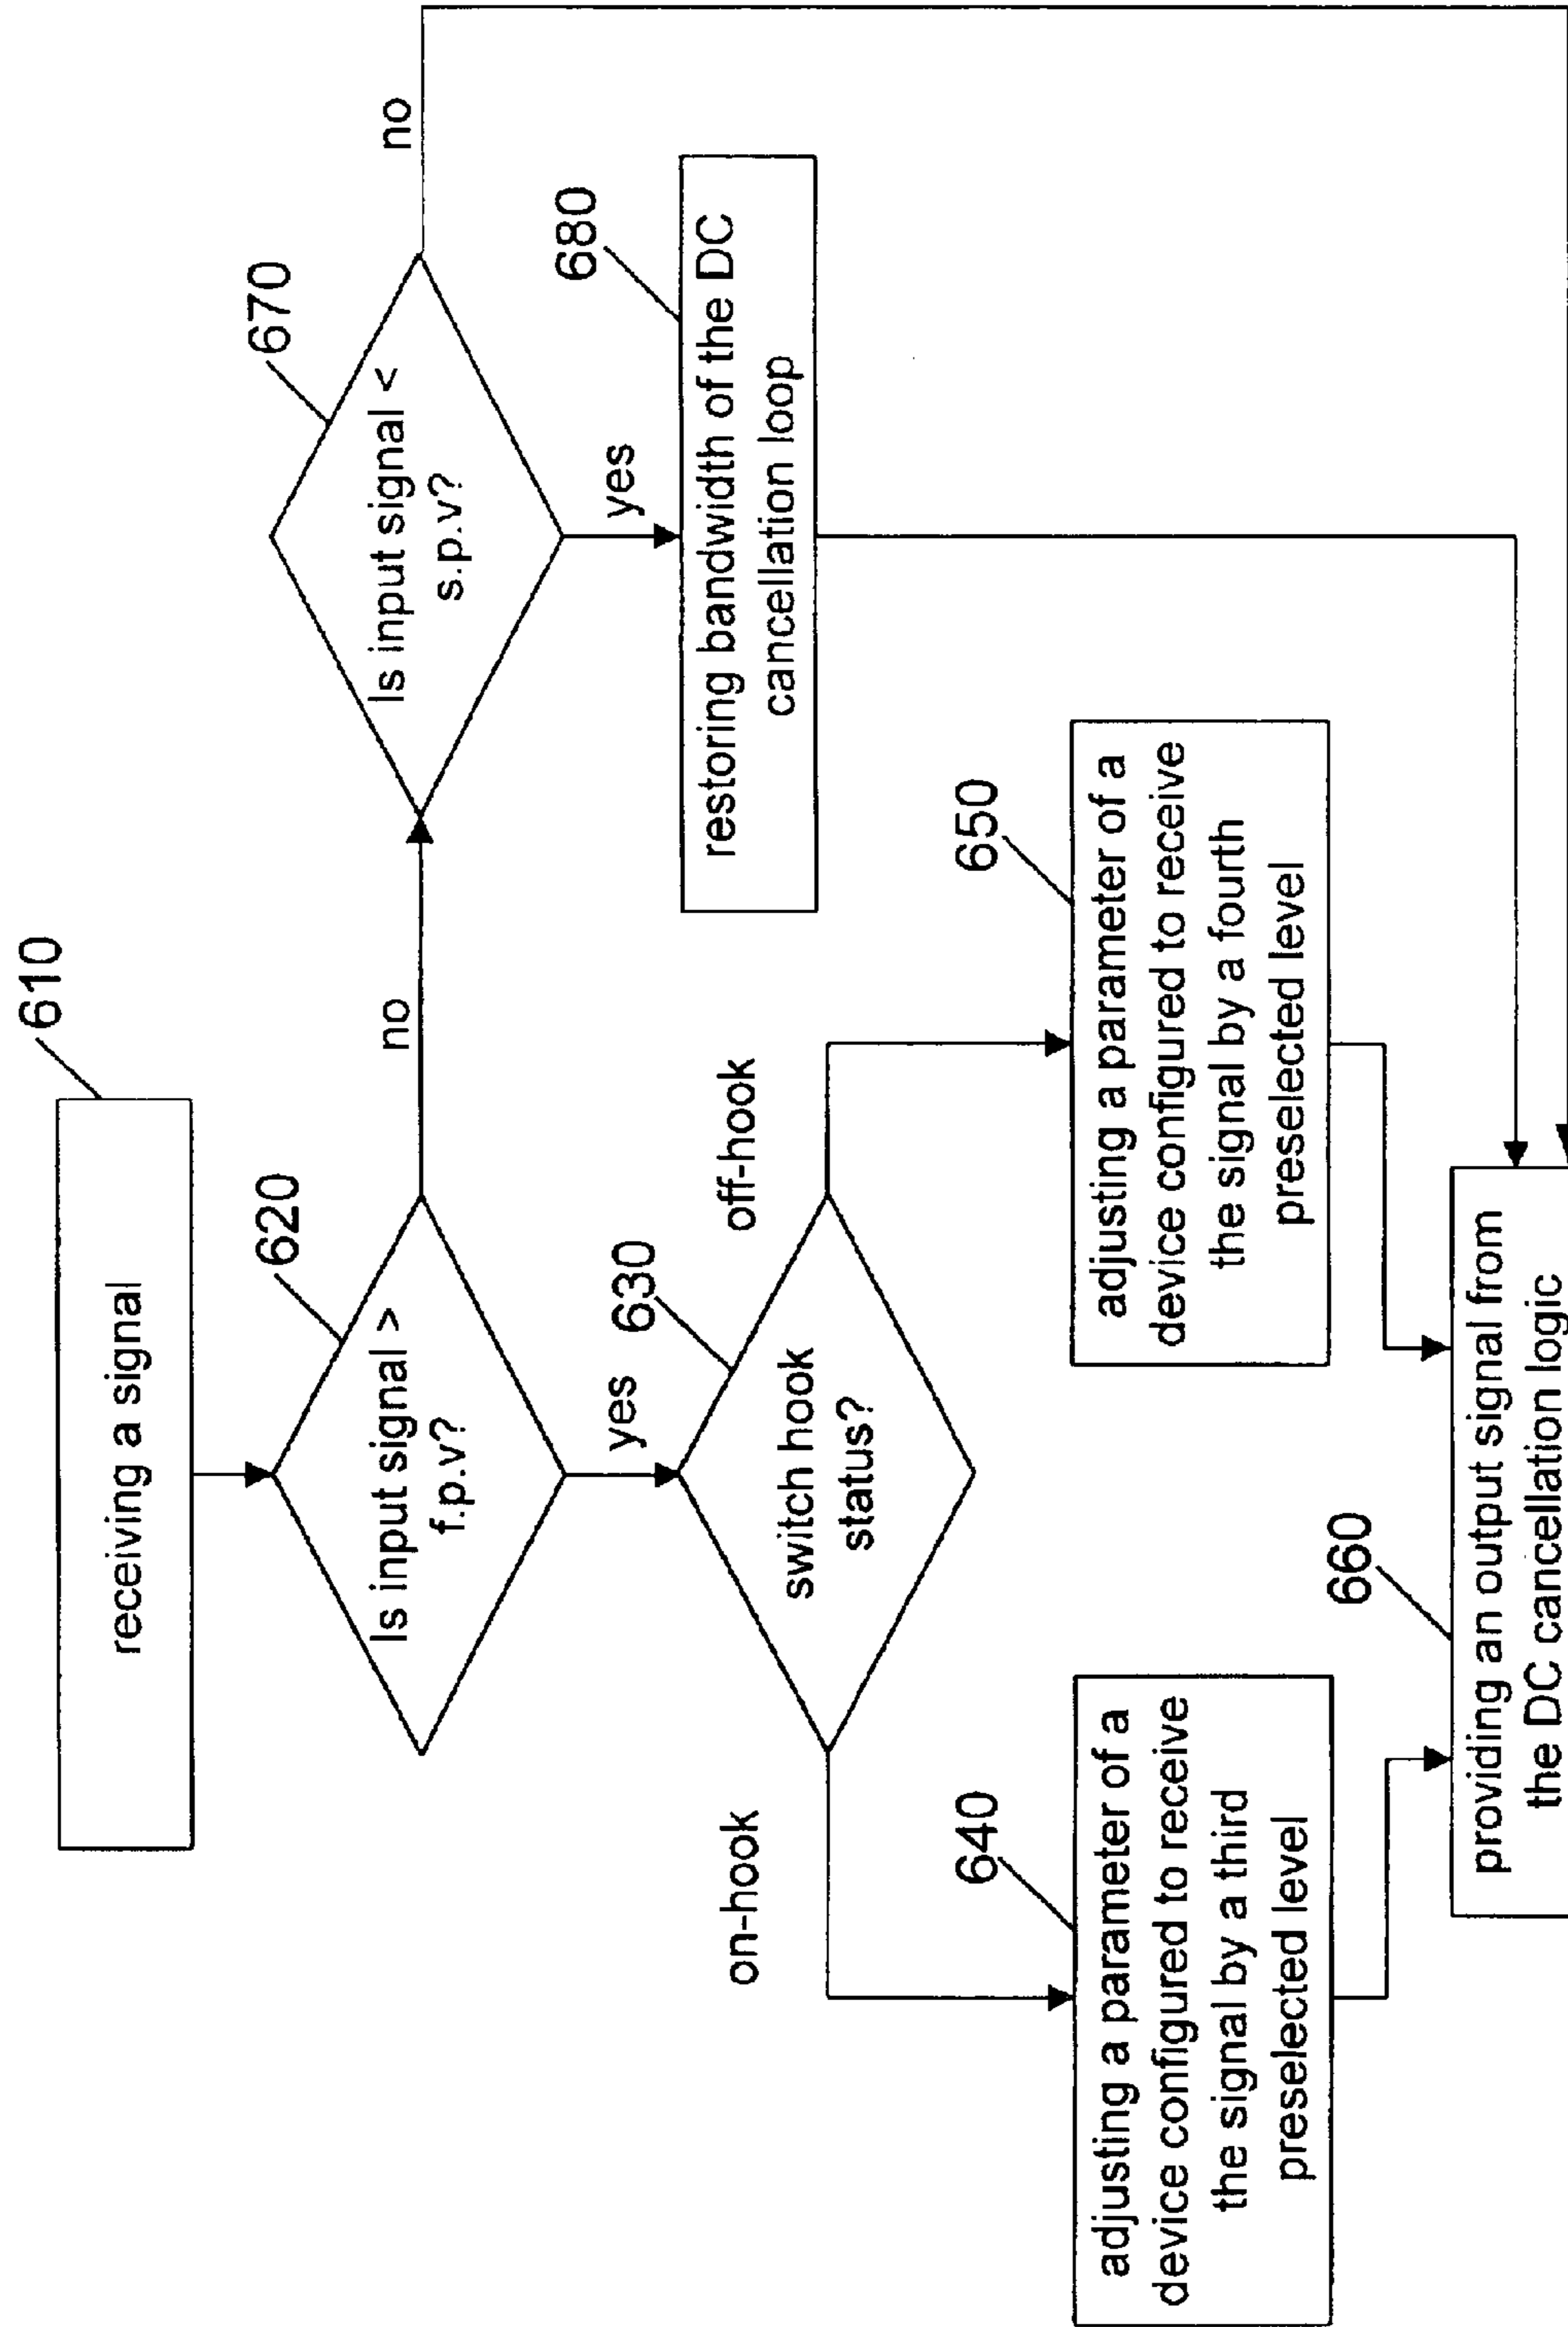 610
receiving a signal
620
Is input signal >
f.p.v?
no
yes
670
Is input signal <
s.p.v?
no
yes
680
restoring bandwidth of the DC
cancellation loop
630
switch hook
status?
on-hook
off-hook
640
adjusting a parameter of a
device configured to receive
the signal by a third
preselected level
650
adjusting a parameter of a
device configured to receive
the signal by a fourth
preselected level
660
providing an output signal from
the DC cancellation logic